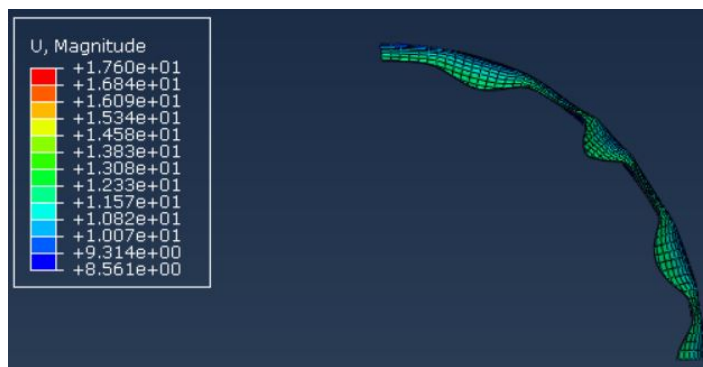 U, Magnitude
+1.760e+01
+1.684e+01
+1.609e+01
+1.534e+01
+1.458e+01
+1.383e+01
+1.308e+01
+1.233e+01
+1.157e+01
+1.082e+01
+1.007e+01
+9.314e+00
+8.561e+00